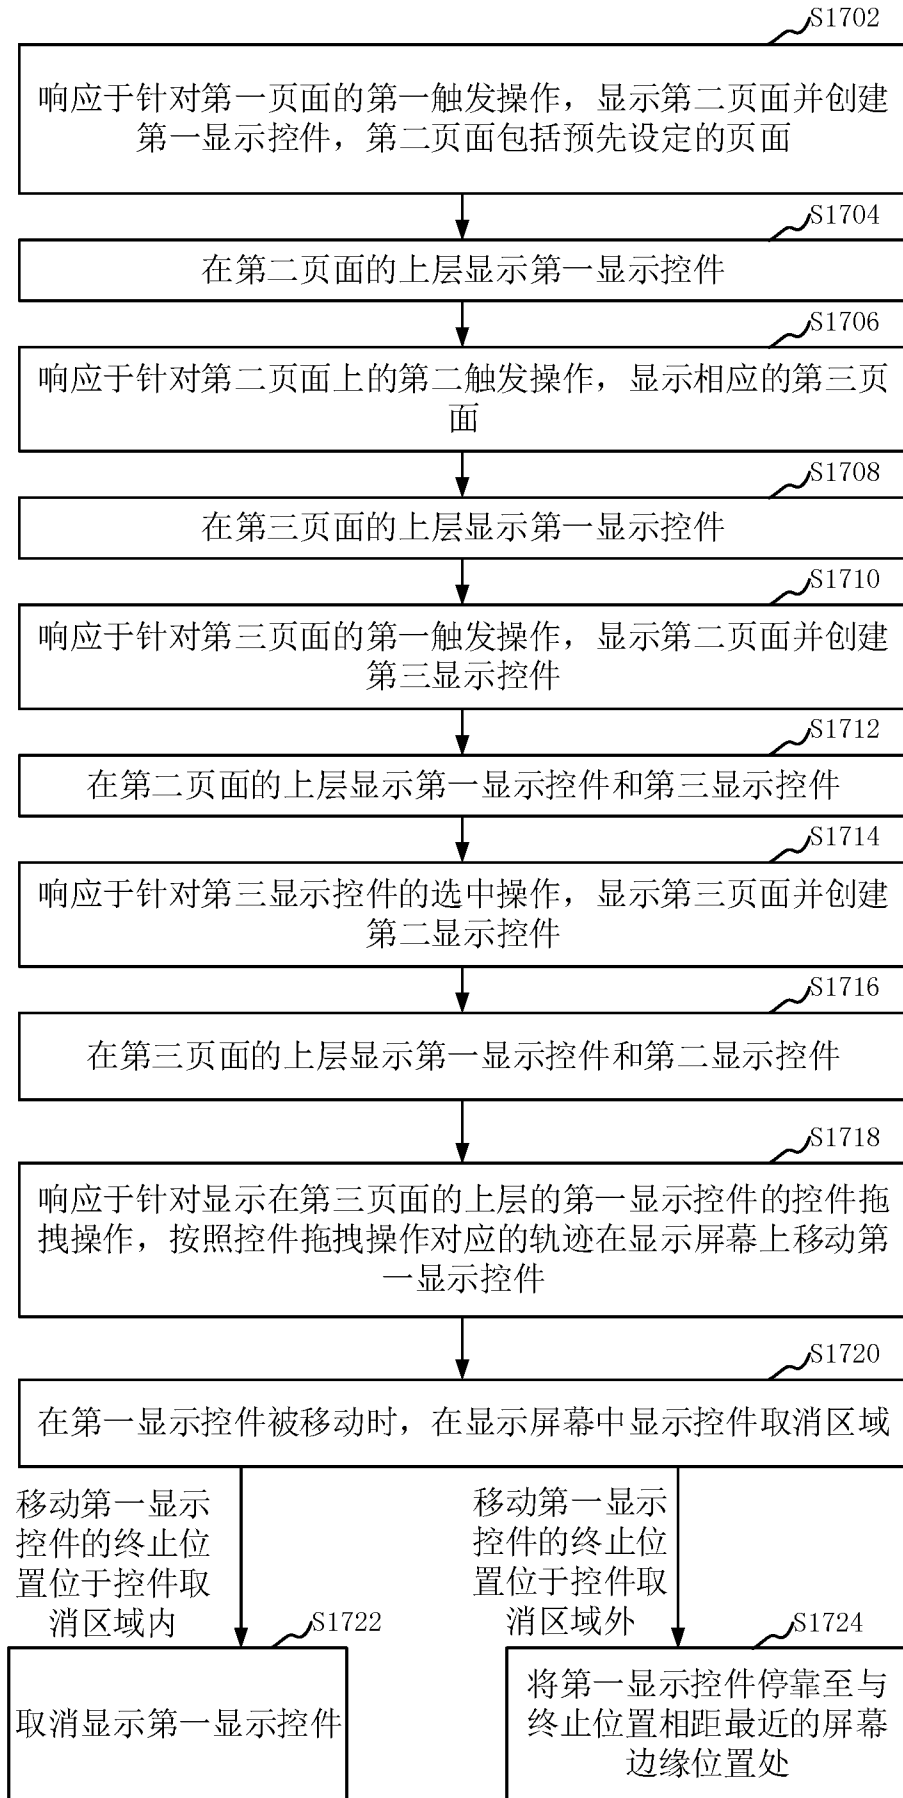 S1702
响应于针对第一页面的第一触发操作，显示第二页面并创建
第一显示控件，第二页面包括预先设定的页面
S1704
在第二页面的上层显示第一显示控件
S1706
响应于针对第二页面上的第二触发操作，显示相应的第三页
面
S1708
在第三页面的上层显示第一显示控件
S1710
响应于针对第三页面的第一触发操作，显示第二页面并创建
第三显示控件
S1712
在第二页面的上层显示第一显示控件和第三显示控件
S1714
响应于针对第三显示控件的选中操作，显示第三页面并创建
第二显示控件
S1716
在第三页面的上层显示第一显示控件和第二显示控件
S1718
响应于针对显示在第三页面的上层的第一显示控件的控件拖
拽操作，按照控件拖拽操作对应的轨迹在显示屏幕上移动第
一显示控件
S1720
在第一显示控件被移动时，在显示屏幕中显示控件取消区域
移动第一显示
控件的终止位
置位于控件取
消区域内
移动第一显示
控件的终止位
置位于控件取
消区域外
S1722
取消显示第一显示控件
S1724
将第一显示控件停靠至与
终止位置相距最近的屏幕
边缘位置处